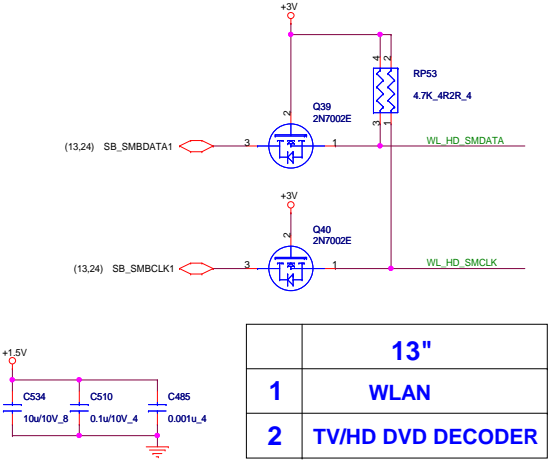 +3V
4 2
RP53
4.7K_4R2R_4
Q39
2N7002E
2
3 1
(13,24) SB_SMBDATA1 3 1 WL_HD_SMDATA
+3V
Q40
2N7002E
2
(13,24) SB_SMBCLK1 3 1 WL_HD_SMCLK
+1.5V
C534 C510 C485
10u/10V_8 0.1u/10V_4 0.001u_4
13"
1 WLAN
2 TV/HD DVD DECODER